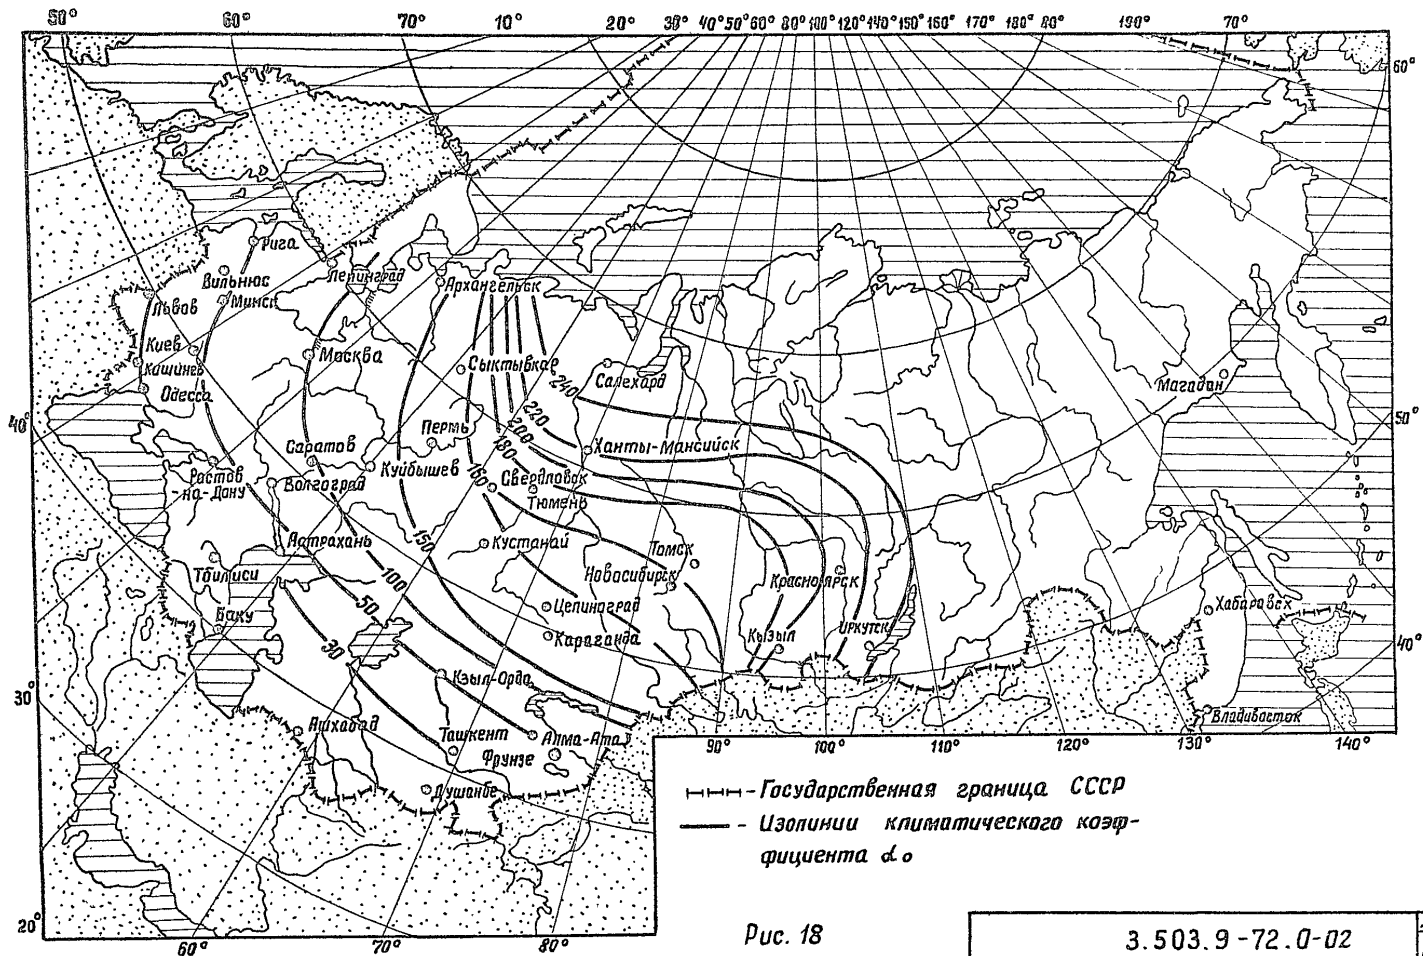 50° 60° 70° 10° 20° 30° 40° 50° 60° 80° 100° 120° 140° 150° 160° 170° 180° 80° 190° 70°
60°
Рига
Вильнюс
Ленинград
Архангельск
Минск
Львов
Киев
Москва
Сыктывкар
Салехард
Кишинев
Одесса
240
Магадан
40°
50°
220
Пермь
200
Ханты-Мансийск
Саратов
180
Куйбышев
160
Свердловск
Ростов
-на-Дону
Волгоград
Тюмень
Астрахань
150
Кустанай
Томск
Тбилиси
100
Новосибирск
Красноярск
Баку
50
Целиноград
Хабаровск
30
Караганда
Кызыл
Иркутск
40°
Кзыл-Орда
30°
Ашхабад
Ташкент
Алма-Ата
Владивосток
Фрунзе
90° 100° 110° 120° 130° 140°
Душанбе
- Государственная граница СССР
- Изолинии климатического коэф-
фициента α₀
20°
60° 70° 80°
Рис. 18
3.503.9-72.0-02